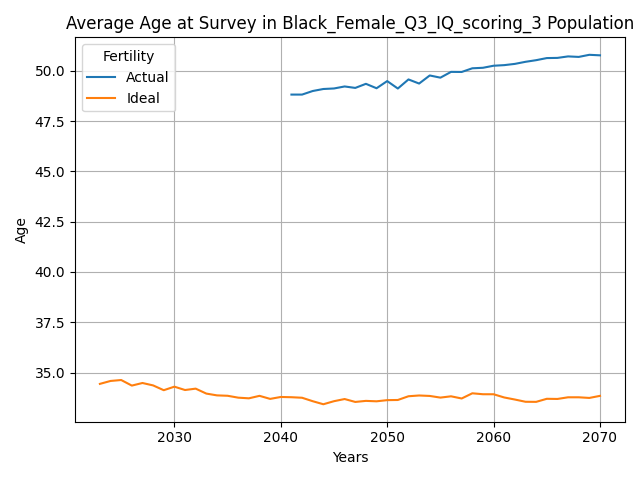 Average Age at Survey in Black_Female_Q3_IQ_scoring_3 Population
Fertility
Actual
Ideal
50.0
47.5
45.0
42.5
40.0
37.5
35.0
Age
2030
2040
2050
2060
2070
Years